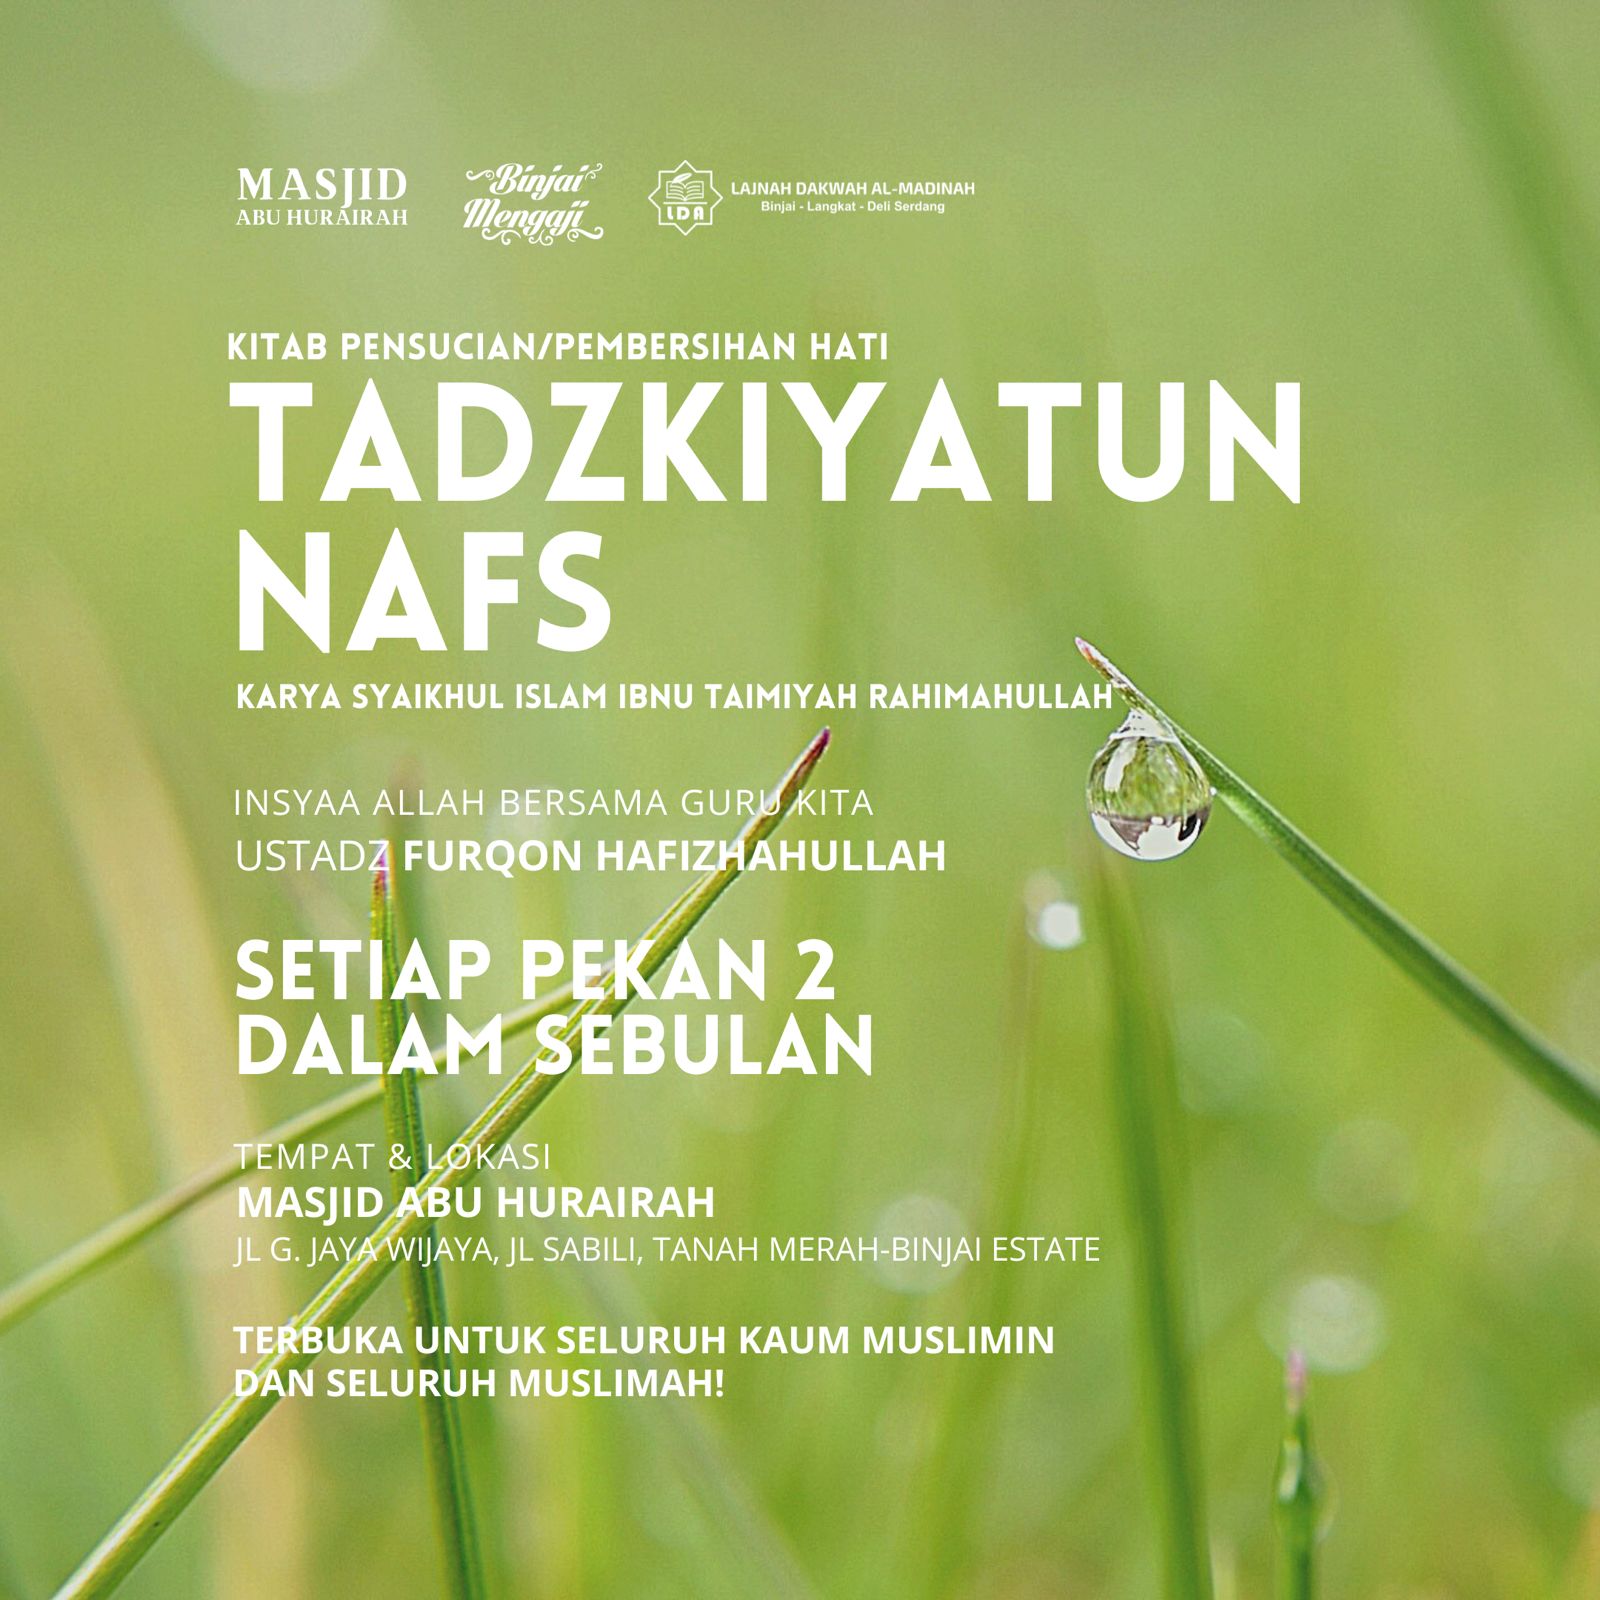 MASJID
ABU HURAIRAH
Binjai
Mengaji
LDA
LAJNAH DAKWAH AL-MADINAH
Binjai - Langkat - Deli Serdang
KITAB PENSUCIAN/PEMBERSIHAN HATI
TADZKIYATUN
NAFS
KARYA SYAIKHUL ISLAM IBNU TAIMIYAH RAHIMAHULLAH
INSYAA ALLAH BERSAMA GURU KITA
USTADZ FURQON HAFIZHAHULLAH
SETIAP PEKAN 2
DALAM SEBULAN
TEMPAT & LOKASI
MASJID ABU HURAIRAH
JL G. JAYA WIJAYA, JL SABILI, TANAH MERAH-BINJAI ESTATE
TERBUKA UNTUK SELURUH KAUM MUSLIMIN
DAN SELURUH MUSLIMAH!